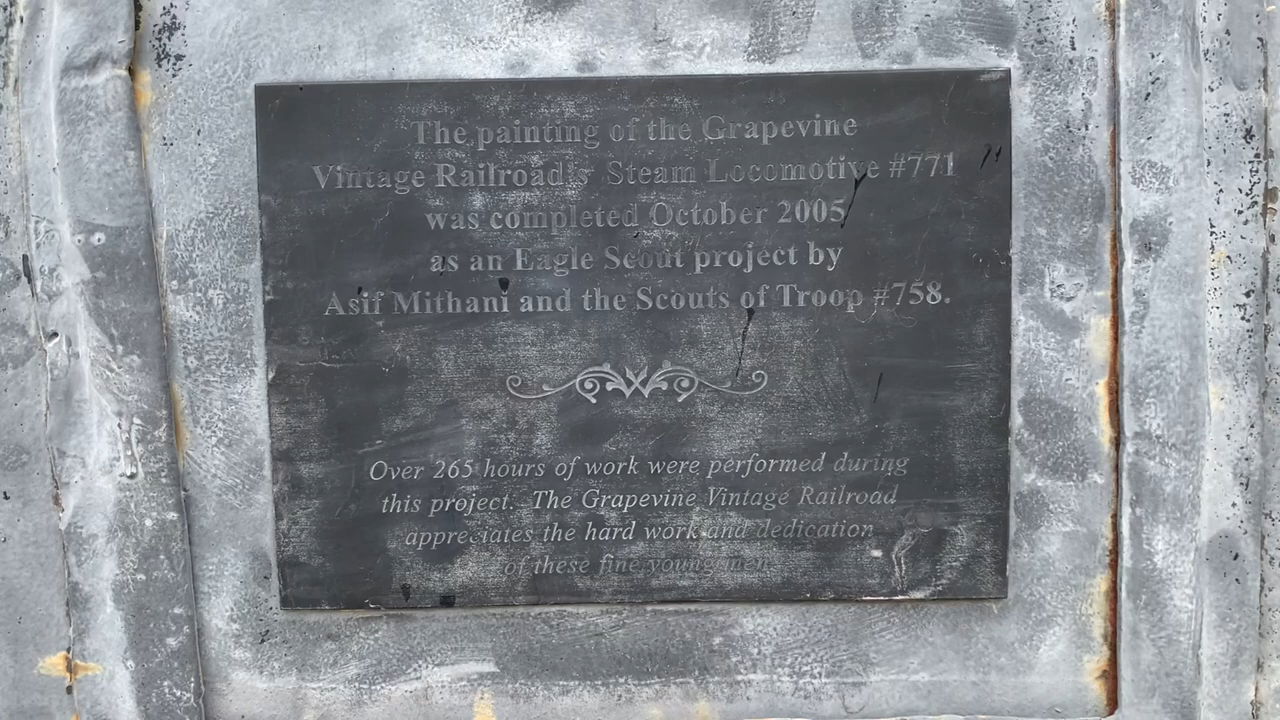 The painting of the Grapevine
Vintage Railroad's Steam Locomotive #771
was completed October 2005
as an Eagle Scout project by
Asif Mithani and the Scouts of Troop #758.
Over 265 hours of work were performed during
this project. The Grapevine Vintage Railroad
appreciates the hard work and dedication
of these fine young men